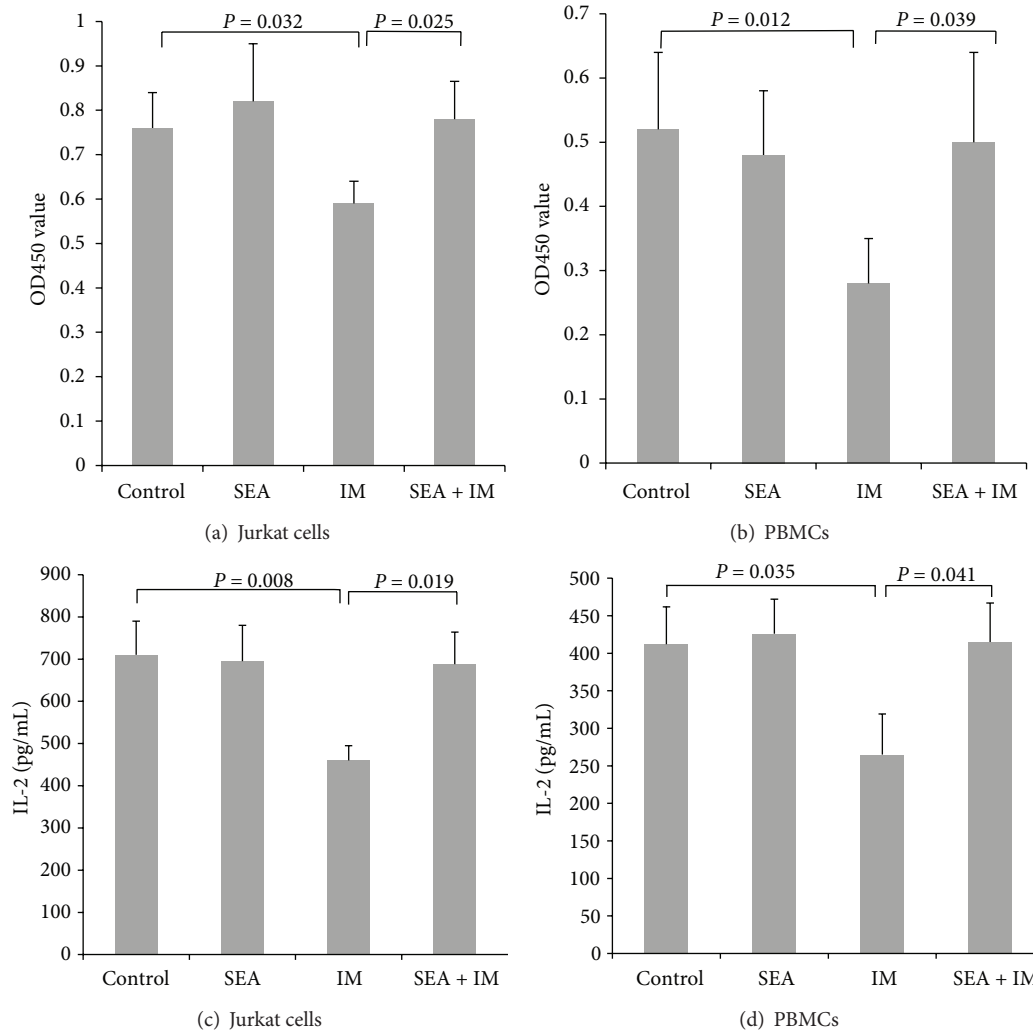 P = 0.032 P = 0.025
1
0.9
0.8
0.7
0.6
0.5
0.4
0.3
0.2
0.1
0
OD450 value
Control SEA IM SEA + IM
(a) Jurkat cells
P = 0.012 P = 0.039
0.7
0.6
0.5
0.4
0.3
0.2
0.1
0
OD450 value
Control SEA IM SEA + IM
(b) PBMCs
P = 0.008 P = 0.019
900
800
700
600
500
400
300
200
100
0
IL-2 (pg/mL)
Control SEA IM SEA + IM
(c) Jurkat cells
P = 0.035 P = 0.041
500
450
400
350
300
250
200
150
100
50
0
IL-2 (pg/mL)
Control SEA IM SEA + IM
(d) PBMCs